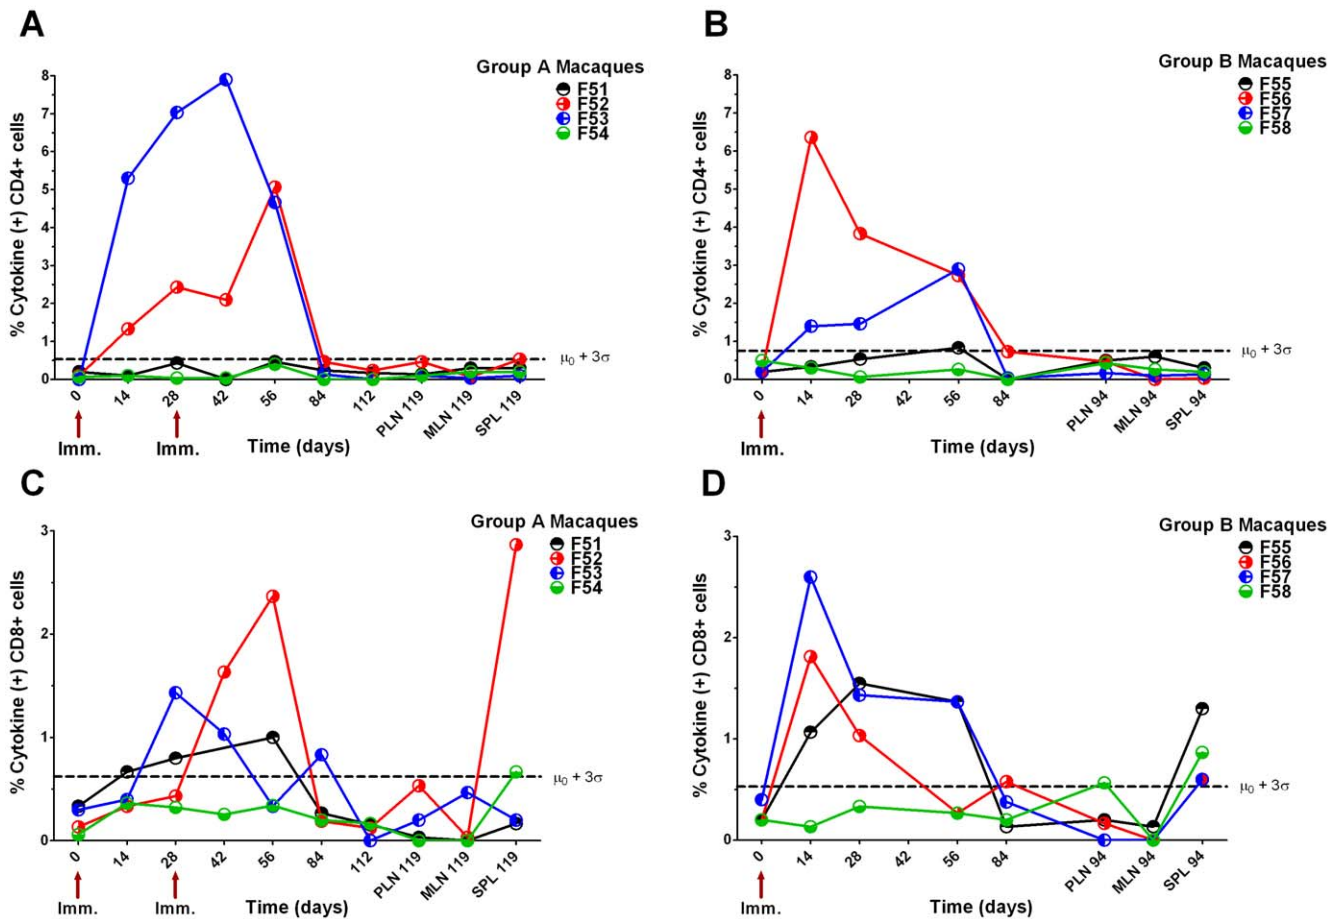 A
Group A Macaques
F51
F52
F53
F54
% Cytokine (+) CD4+ cells
8
7
6
5
4
3
2
1
0
μ₀ + 3σ
0
14
28
42
56
84
112
PLN 119
MLN 119
SPL 119
Imm.
Imm.
Time (days)
B
Group B Macaques
F55
F56
F57
F58
% Cytokine (+) CD4+ cells
8
7
6
5
4
3
2
1
0
μ₀ + 3σ
0
14
28
42
56
84
PLN 94
MLN 94
SPL 94
Imm.
Time (days)
C
Group A Macaques
F51
F52
F53
F54
% Cytokine (+) CD8+ cells
3
2
1
0
μ₀ + 3σ
0
14
28
42
56
84
112
PLN 119
MLN 119
SPL 119
Imm.
Imm.
Time (days)
D
Group B Macaques
F55
F56
F57
F58
% Cytokine (+) CD8+ cells
3
2
1
0
μ₀ + 3σ
0
14
28
42
56
84
PLN 94
MLN 94
SPL 94
Imm.
Time (days)